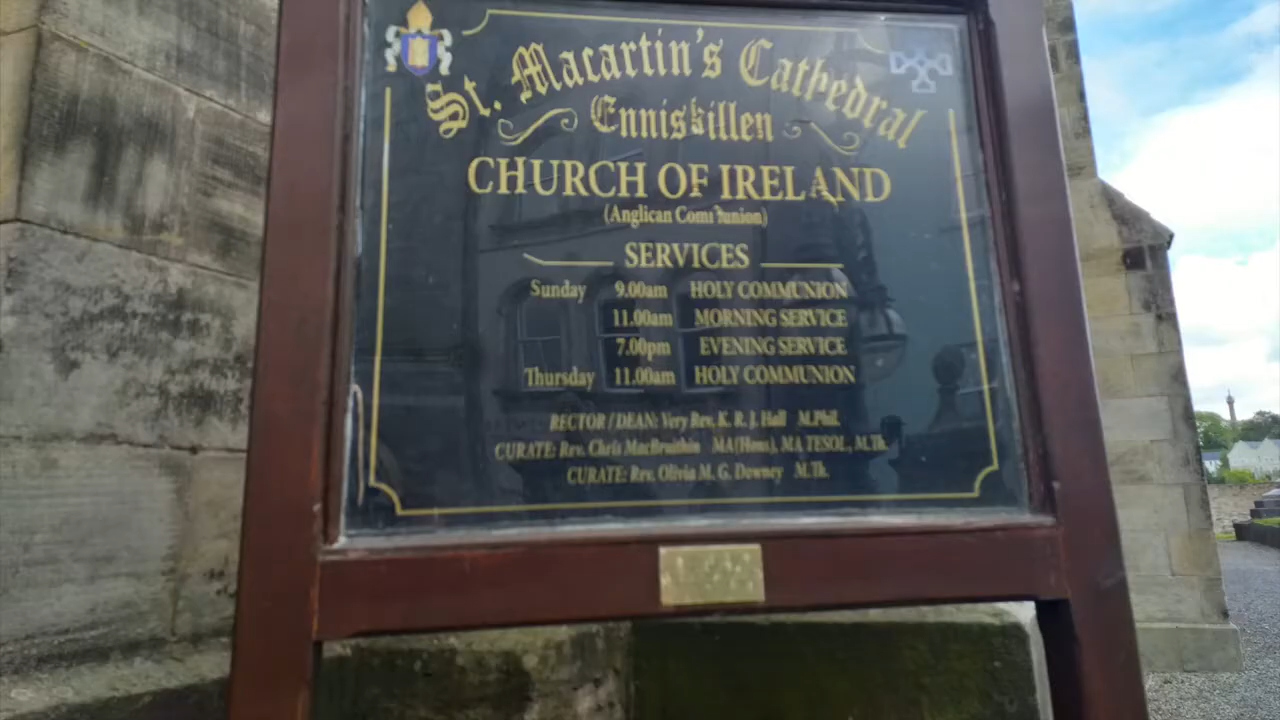 St. Macartin's Cathedral
Enniskillen
CHURCH OF IRELAND
(Anglican Communion)
SERVICES
Sunday 9.00am HOLY COMMUNION
11.00am MORNING SERVICE
7.00pm EVENING SERVICE
Thursday 11.00am HOLY COMMUNION
RECTOR / DEAN: Very Rev. K. R. J. Hall M.Phil.
CURATE: Rev. Chris MacBruithin MA(Hons), MA TESOL, M.Th.
CURATE: Rev. Olivia M. G. Downey M.Th.